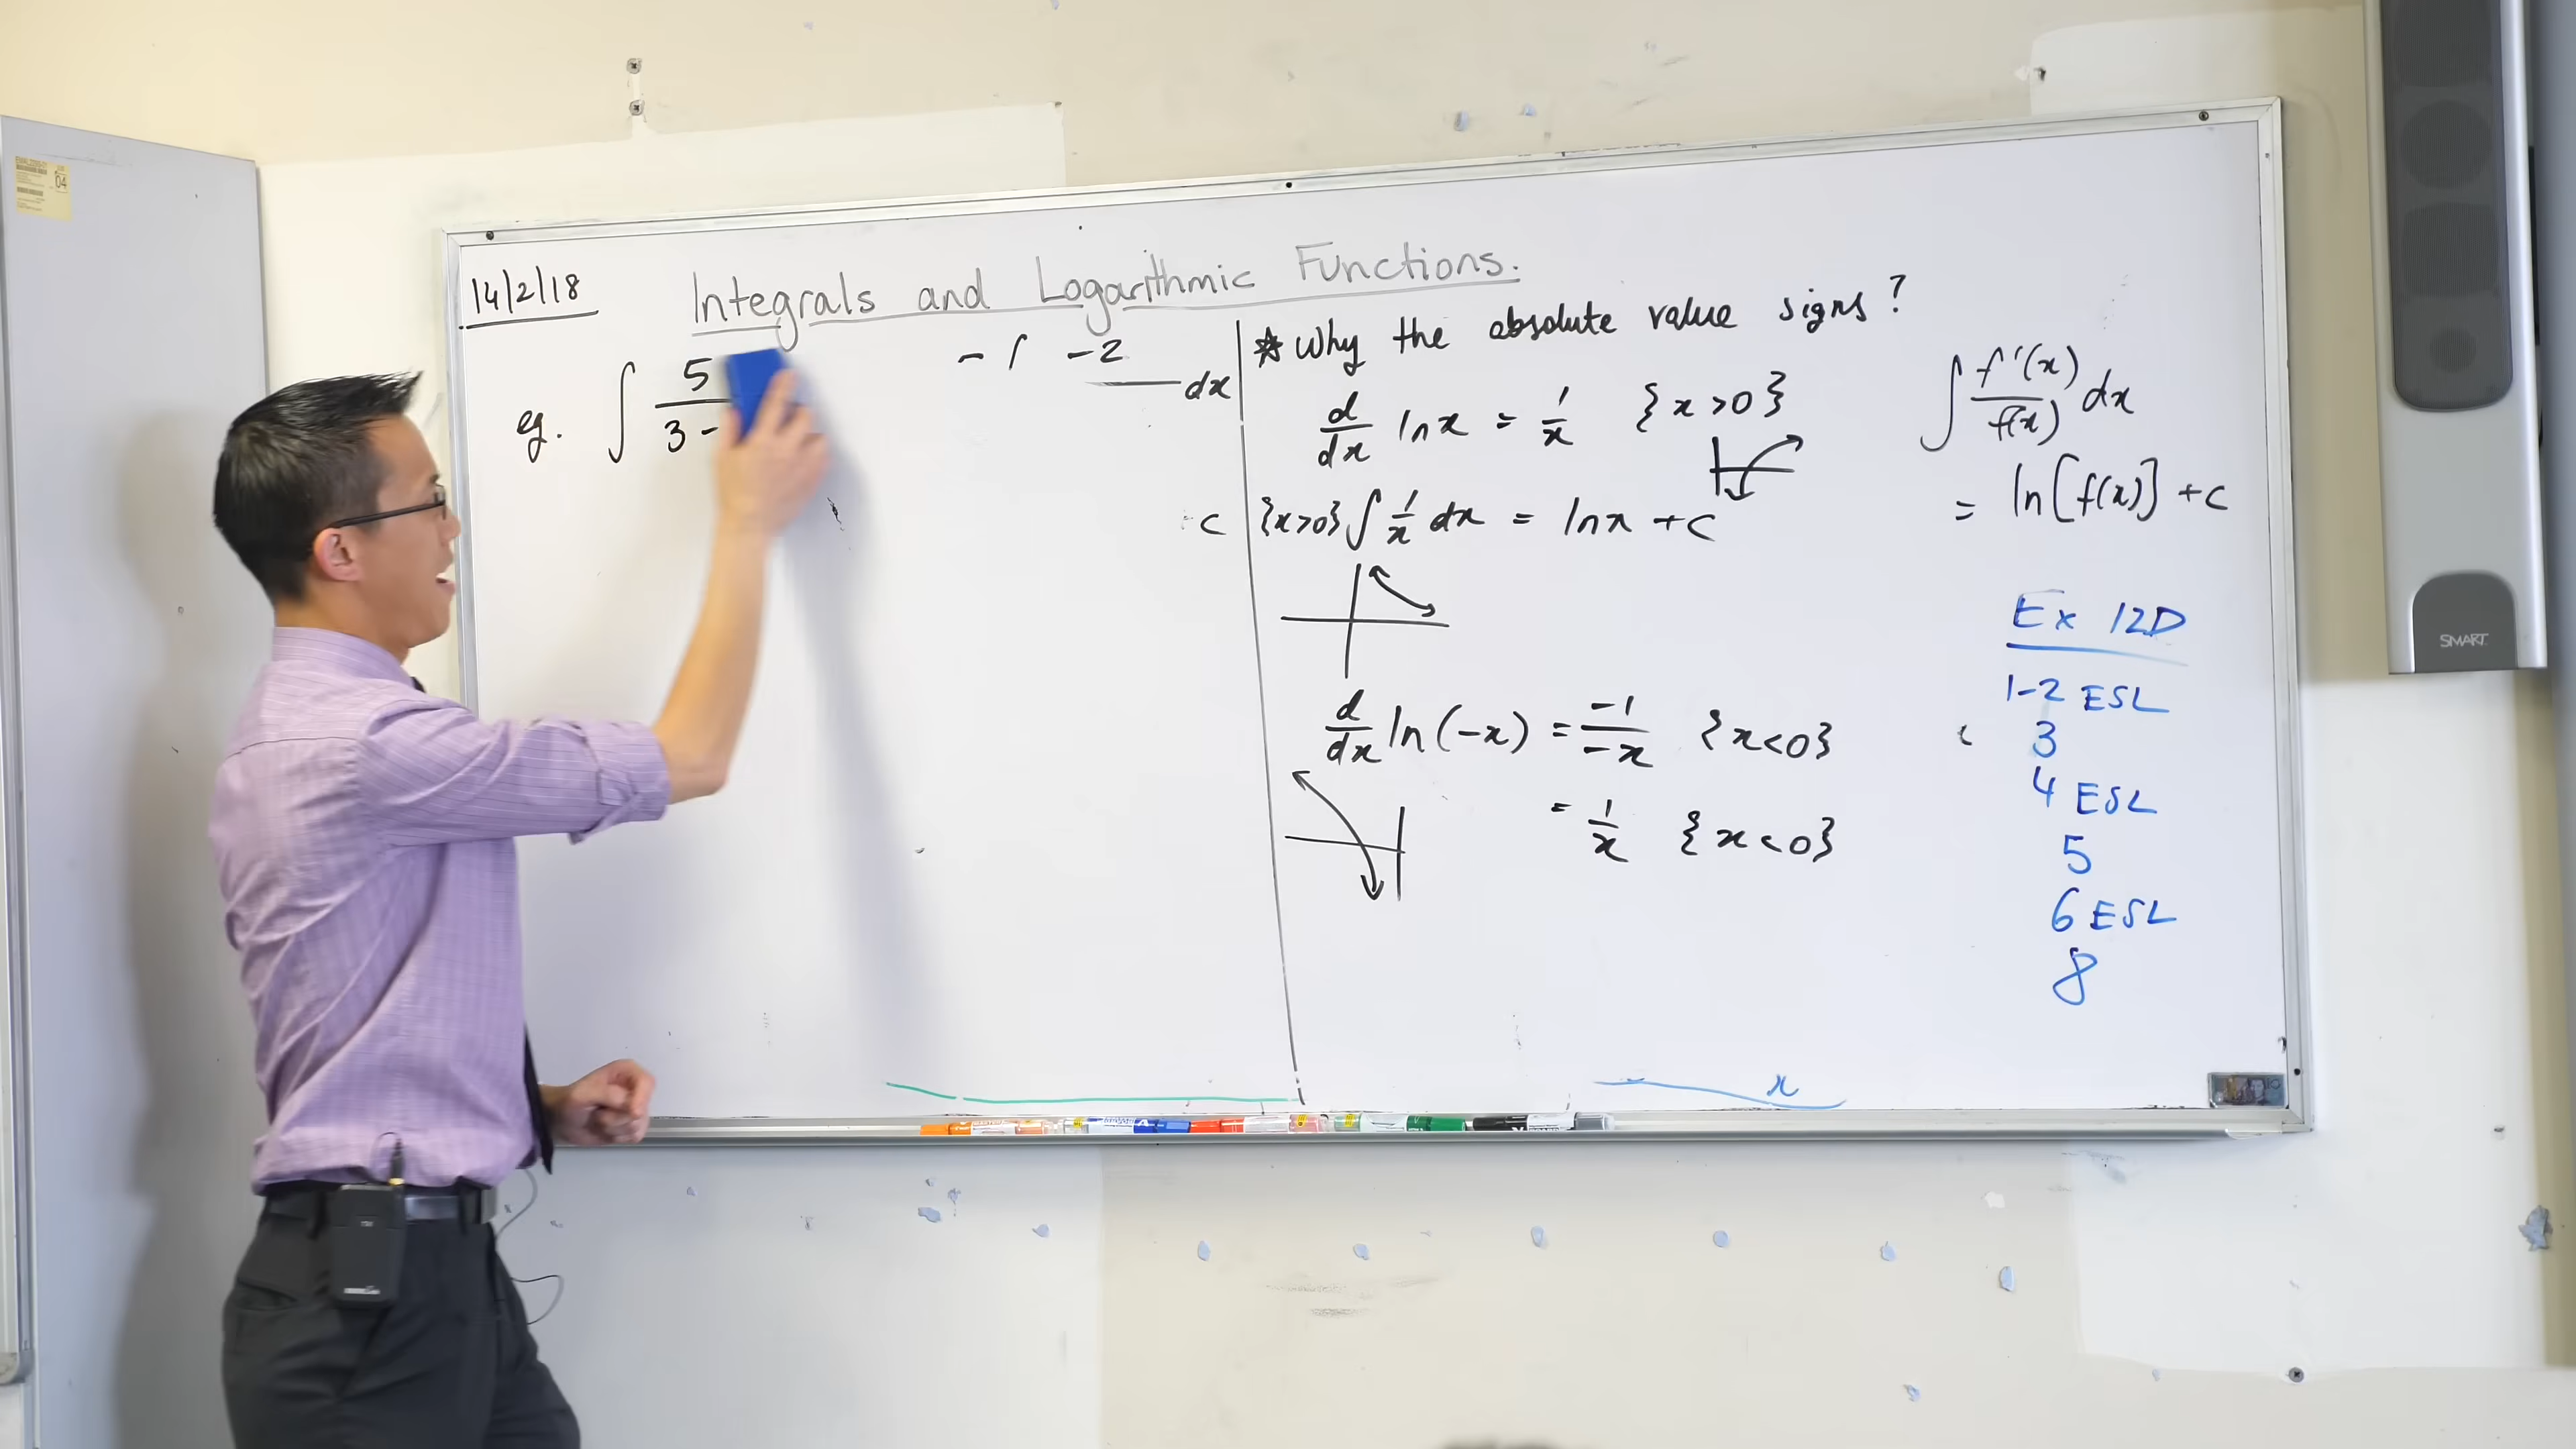 14/2/18
Integrals and Logarithmic Functions.
eg. ∫ 5/3-
- ∫ -2 dx
c
* Why the absolute value signs?
d/dx ln x = 1/x {x>0}
{x>0} ∫ 1/x dx = ln x + c
d/dx ln(-x) = -1/-x {x<0}
= 1/x {x<0}
∫ f'(x)/f(x) dx
= ln[f(x)] + c
Ex 12D
1-2 ESL
3
4 ESL
5
6 ESL
8
x
SMART
04